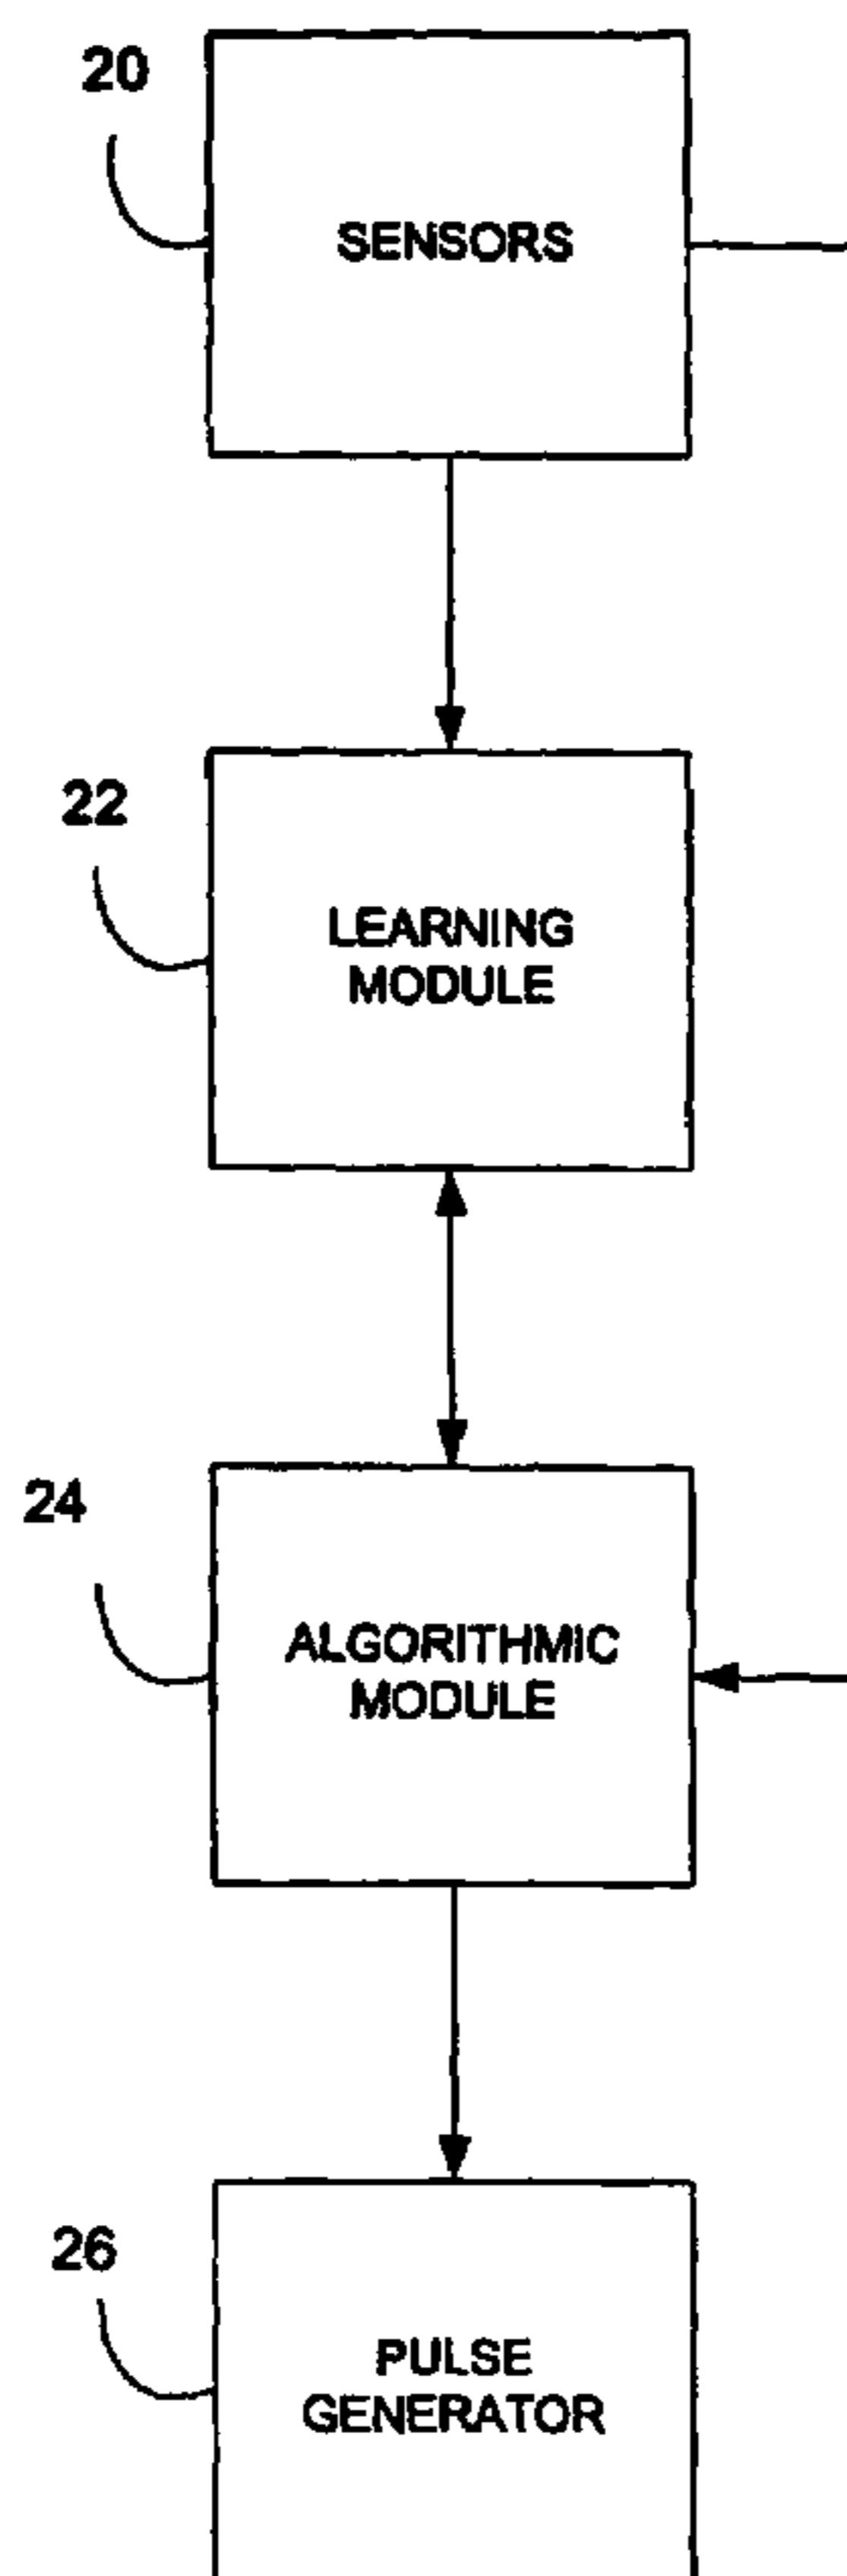 20
SENSORS
22
LEARNING
MODULE
24
ALGORITHMIC
MODULE
26
PULSE
GENERATOR